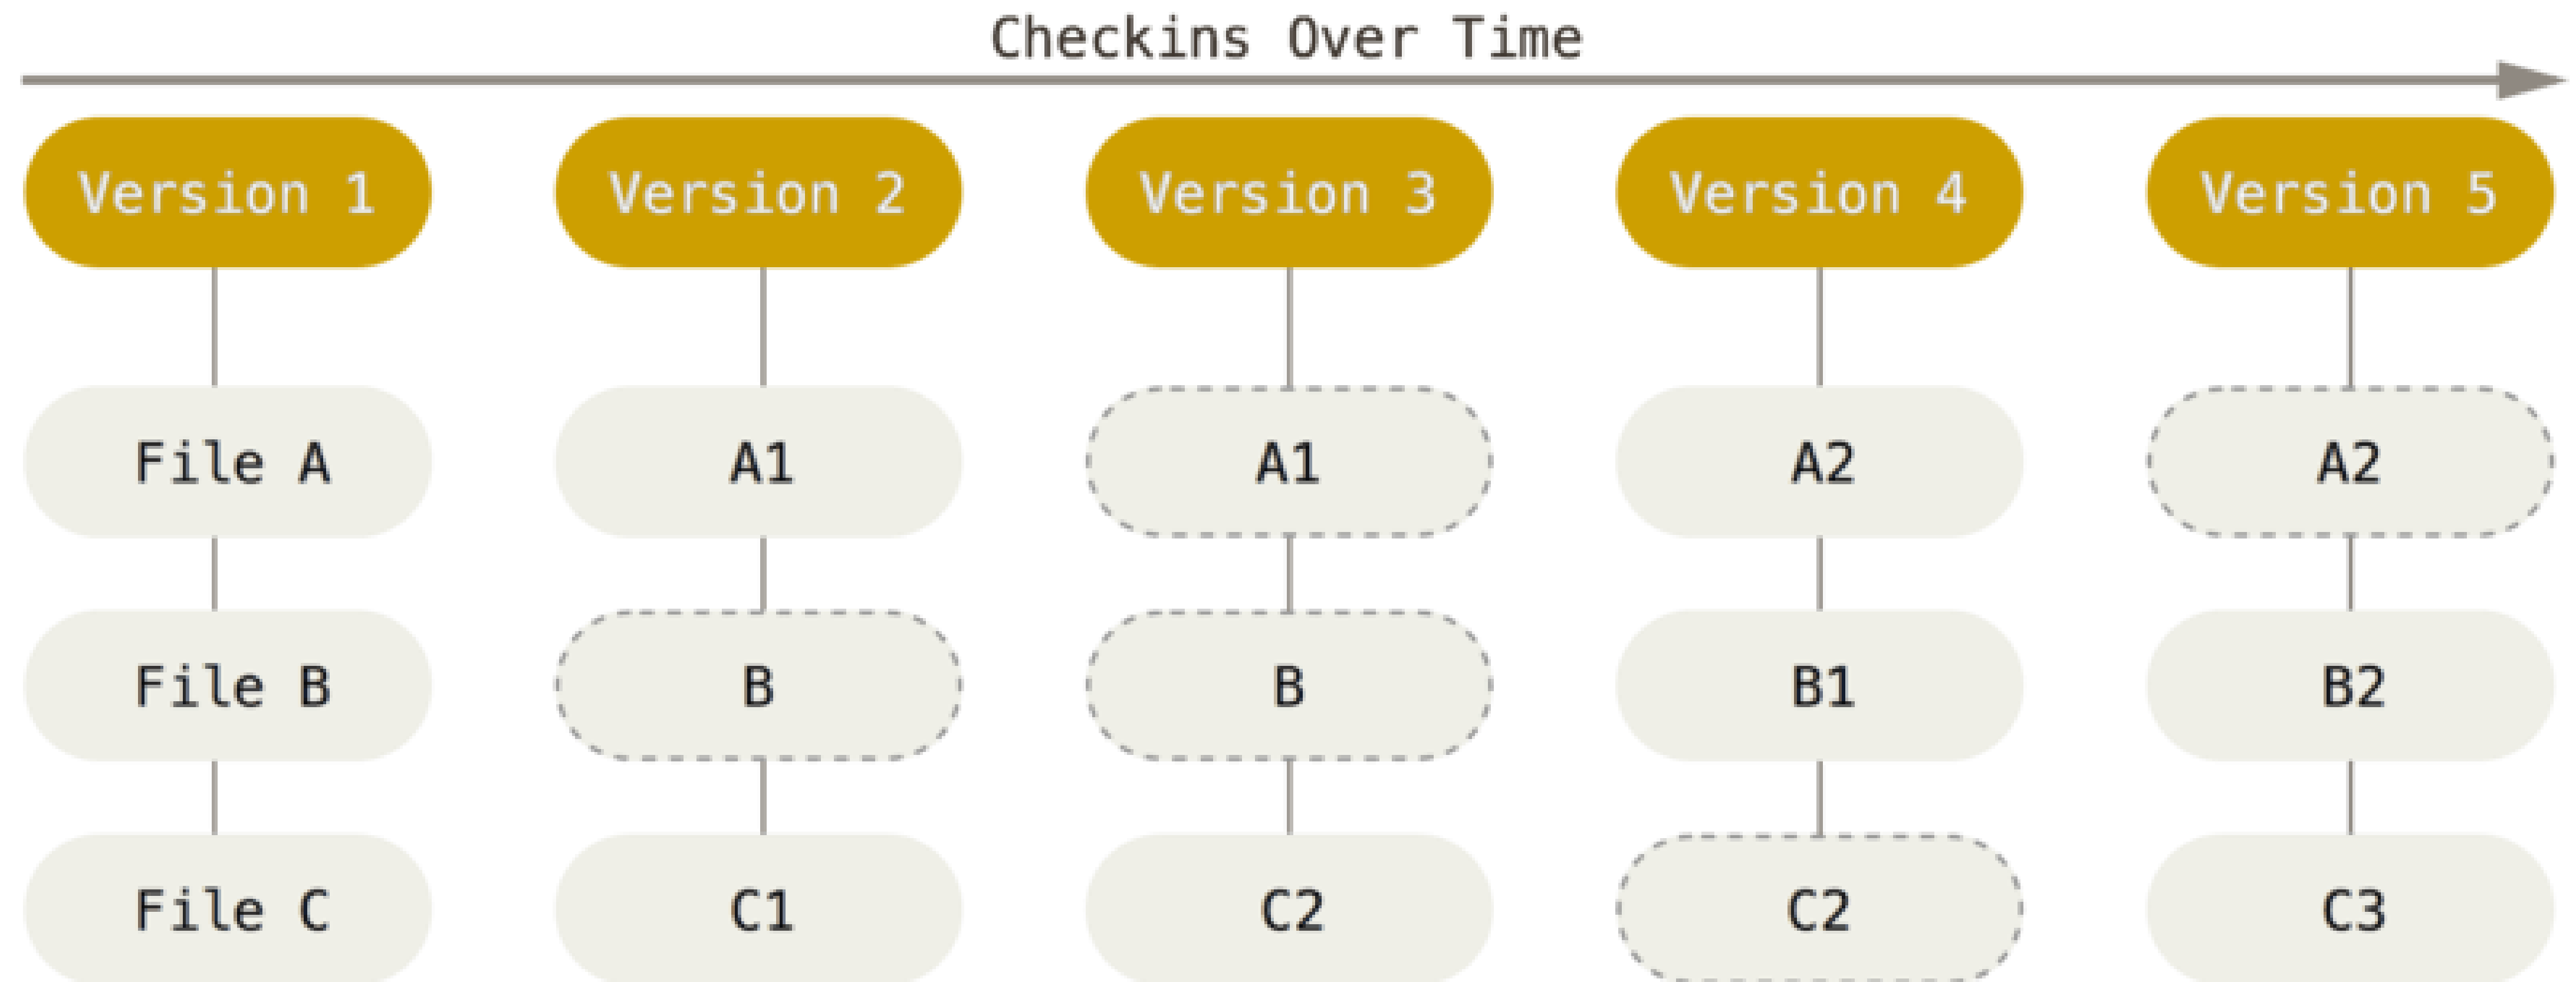 Checkins Over Time
Version 1 Version 2 Version 3 Version 4 Version 5
File A A1 A1 A2 A2
File B B B B1 B2
File C C1 C2 C2 C3